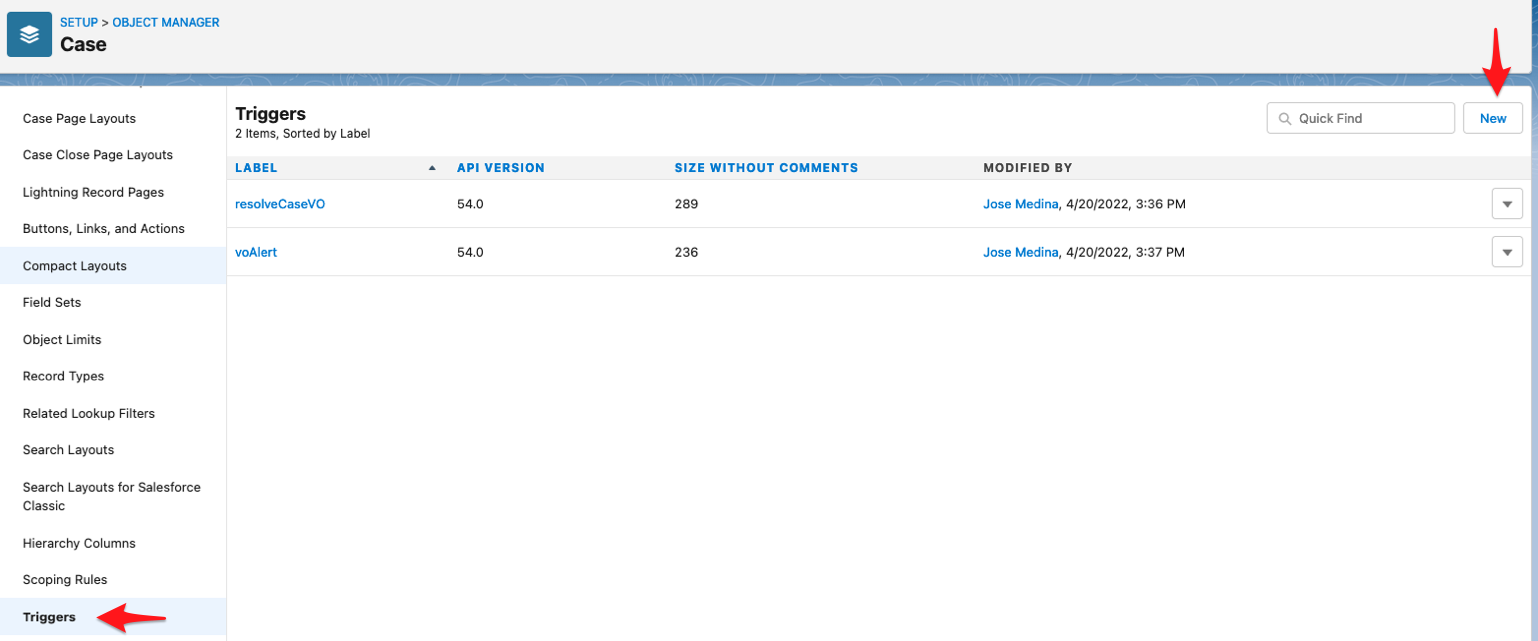 SETUP > OBJECT MANAGER
Case
Case Page Layouts
Case Close Page Layouts
Lightning Record Pages
Buttons, Links, and Actions
Compact Layouts
Field Sets
Object Limits
Record Types
Related Lookup Filters
Search Layouts
Search Layouts for Salesforce
Classic
Hierarchy Columns
Scoping Rules
Triggers
Triggers
2 Items, Sorted by Label
Quick Find
New
LABEL API VERSION SIZE WITHOUT COMMENTS MODIFIED BY
resolveCaseVO 54.0 289 Jose Medina, 4/20/2022, 3:36 PM
voAlert 54.0 236 Jose Medina, 4/20/2022, 3:37 PM